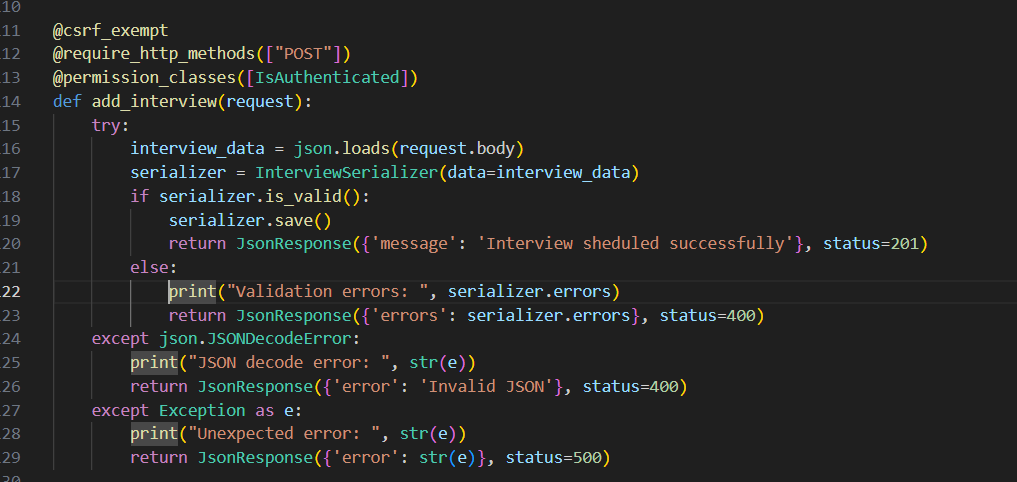 10
11 @csrf_exempt
12 @require_http_methods(["POST"])
13 @permission_classes([IsAuthenticated])
14 def add_interview(request):
15     try:
16         interview_data = json.loads(request.body)
17         serializer = InterviewSerializer(data=interview_data)
18         if serializer.is_valid():
19             serializer.save()
20             return JsonResponse({'message': 'Interview sheduled successfully'}, status=201)
21         else:
22             print("Validation errors: ", serializer.errors)
23             return JsonResponse({'errors': serializer.errors}, status=400)
24     except json.JSONDecodeError:
25         print("JSON decode error: ", str(e))
26         return JsonResponse({'error': 'Invalid JSON'}, status=400)
27     except Exception as e:
28         print("Unexpected error: ", str(e))
29         return JsonResponse({'error': str(e)}, status=500)
30